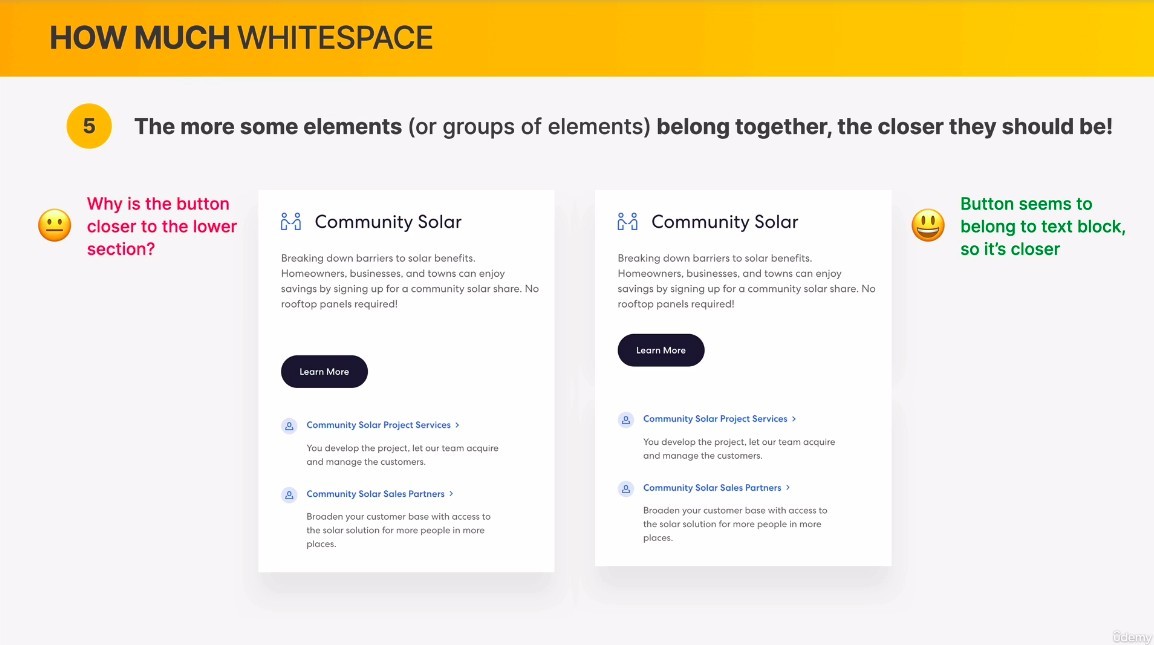 HOW MUCH WHITESPACE
5
The more some elements (or groups of elements) belong together, the closer they should be!
Why is the button
closer to the lower
section?
Community Solar
Breaking down barriers to solar benefits.
Homeowners, businesses, and towns can enjoy
savings by signing up for a community solar share. No
rooftop panels required!
Learn More
Community Solar Project Services >
You develop the project, let our team acquire
and manage the customers.
Community Solar Sales Partners >
Broaden your customer base with access to
the solar solution for more people in more
places.
Community Solar
Breaking down barriers to solar benefits.
Homeowners, businesses, and towns can enjoy
savings by signing up for a community solar share. No
rooftop panels required!
Learn More
Community Solar Project Services >
You develop the project, let our team acquire
and manage the customers.
Community Solar Sales Partners >
Broaden your customer base with access to
the solar solution for more people in more
places.
Button seems to
belong to text block,
so it's closer
ûdemy